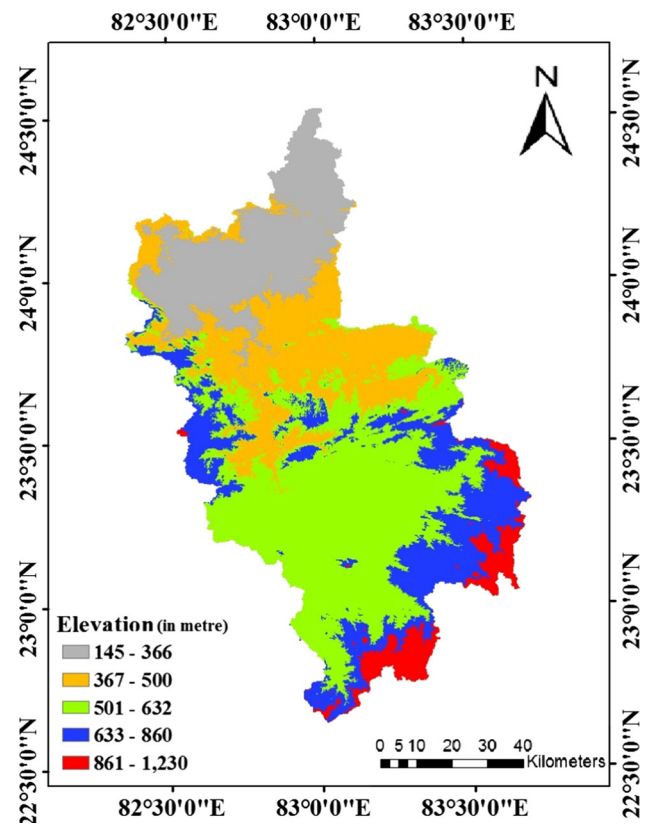 82°30'0"E 83°0'0"E 83°30'0"E
N
24°30'0"N 24°30'0"N
24°0'0"N 24°0'0"N
23°30'0"N 23°30'0"N
23°0'0"N 23°0'0"N
22°30'0"N 22°30'0"N
Elevation (in metre)
145 - 366
367 - 500
501 - 632
633 - 860
861 - 1,230
0 5 10 20 30 40
Kilometers
82°30'0"E 83°0'0"E 83°30'0"E